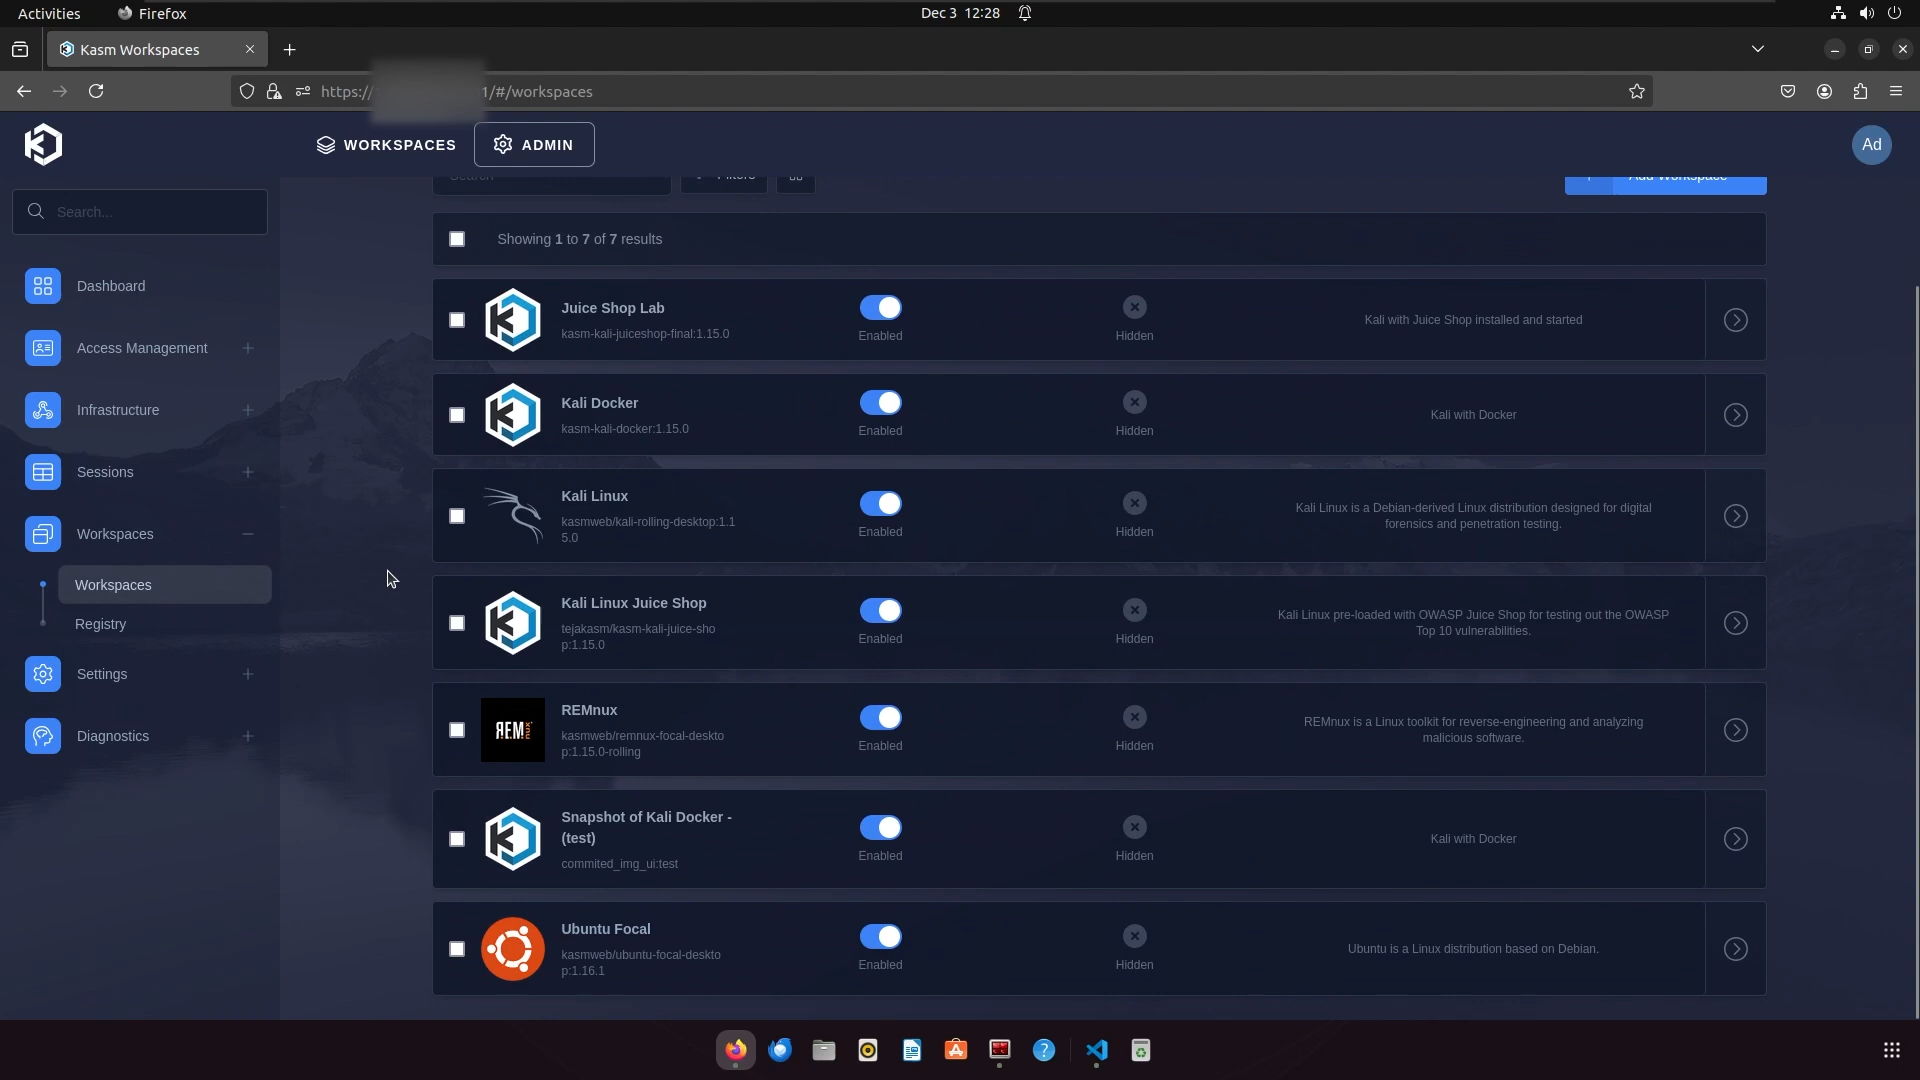 Activities Firefox Dec 3 12:28
Kasm Workspaces
https:// 1/#/workspaces
WORKSPACES ADMIN Ad
Search Filters Add Workspace
Search...
Showing 1 to 7 of 7 results
Dashboard
Access Management
Infrastructure
Sessions
Workspaces
Workspaces
Registry
Settings
Diagnostics
Juice Shop Lab
kasm-kali-juiceshop-final:1.15.0
Enabled
Hidden
Kali with Juice Shop installed and started
Kali Docker
kasm-kali-docker:1.15.0
Enabled
Hidden
Kali with Docker
Kali Linux
kasmweb/kali-rolling-desktop:1.1
5.0
Enabled
Hidden
Kali Linux is a Debian-derived Linux distribution designed for digital
forensics and penetration testing.
Kali Linux Juice Shop
tejakasm/kasm-kali-juice-sho
p:1.15.0
Enabled
Hidden
Kali Linux pre-loaded with OWASP Juice Shop for testing out the OWASP
Top 10 vulnerabilities.
REM
nux
REMnux
kasmweb/remnux-focal-deskto
p:1.15.0-rolling
Enabled
Hidden
REMnux is a Linux toolkit for reverse-engineering and analyzing
malicious software.
Snapshot of Kali Docker -
(test)
commited_img_ui:test
Enabled
Hidden
Kali with Docker
Ubuntu Focal
kasmweb/ubuntu-focal-deskto
p:1.16.1
Enabled
Hidden
Ubuntu is a Linux distribution based on Debian.